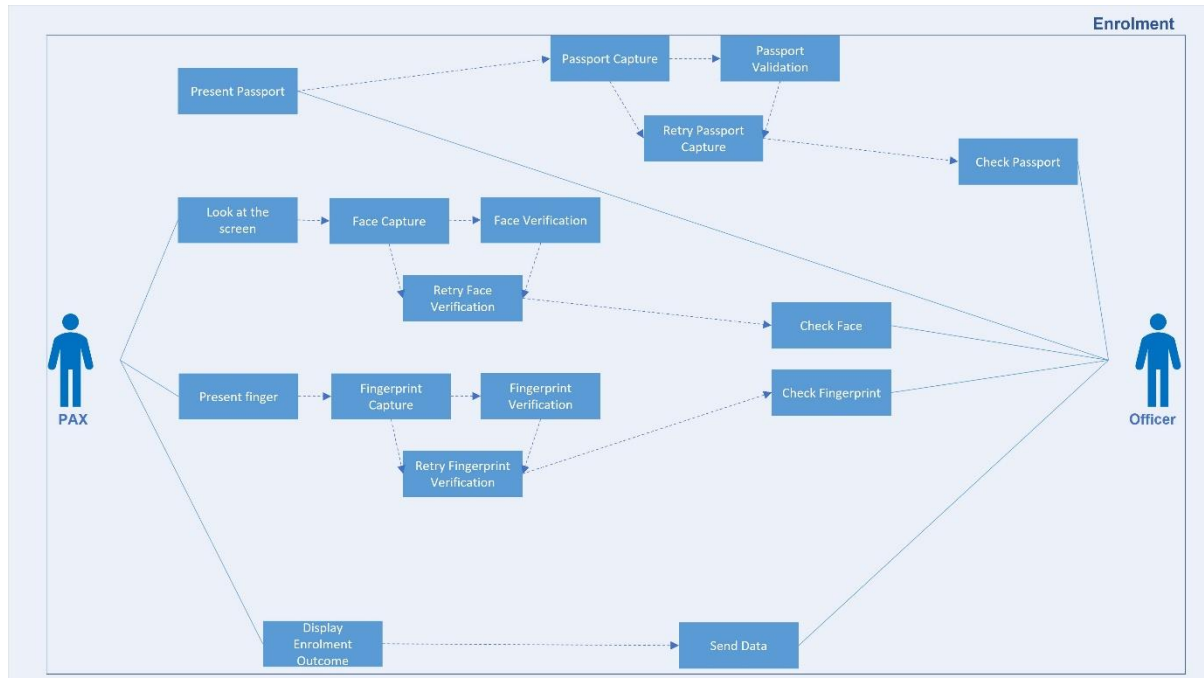 Enrolment
Passport Capture
Passport
Validation
Present Passport
Retry Passport
Capture
Check Passport
Look at the
screen
Face Capture
Face Verification
Retry Face
Verification
Check Face
PAX
Officer
Present finger
Fingerprint
Capture
Fingerprint
Verification
Check Fingerprint
Retry Fingerprint
Verification
Display
Enrolment
Outcome
Send Data